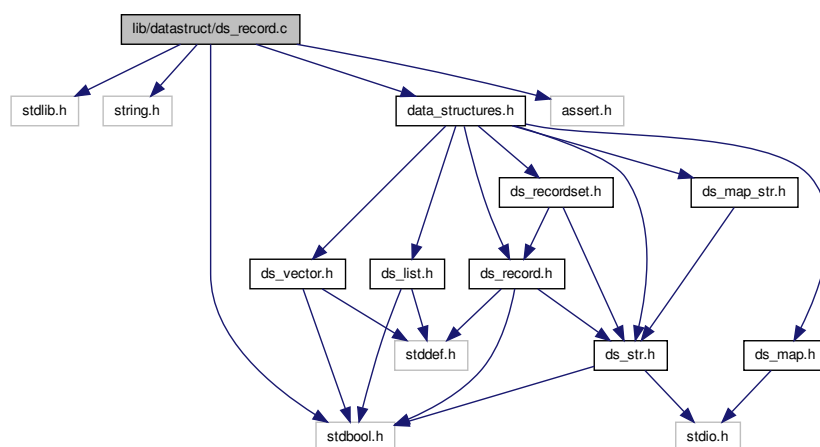 lib/datastruct/ds_record.c
stdlib.h
string.h
data_structures.h
assert.h
ds_recordset.h
ds_map_str.h
ds_vector.h
ds_list.h
ds_record.h
stddef.h
ds_str.h
ds_map.h
stdbool.h
stdio.h